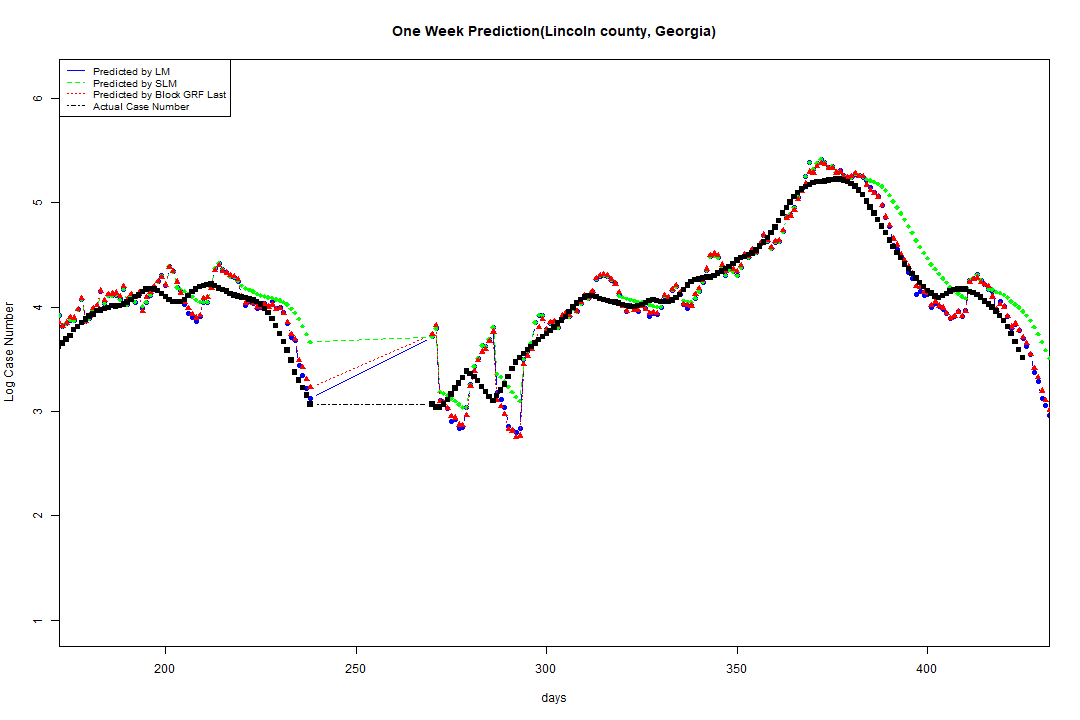 One Week Prediction(Lincoln county, Georgia)
Predicted by LM
Predicted by SLM
Predicted by Block GRF Last
Actual Case Number
6
5
4
3
2
1
Log Case Number
200
250
300
350
400
days